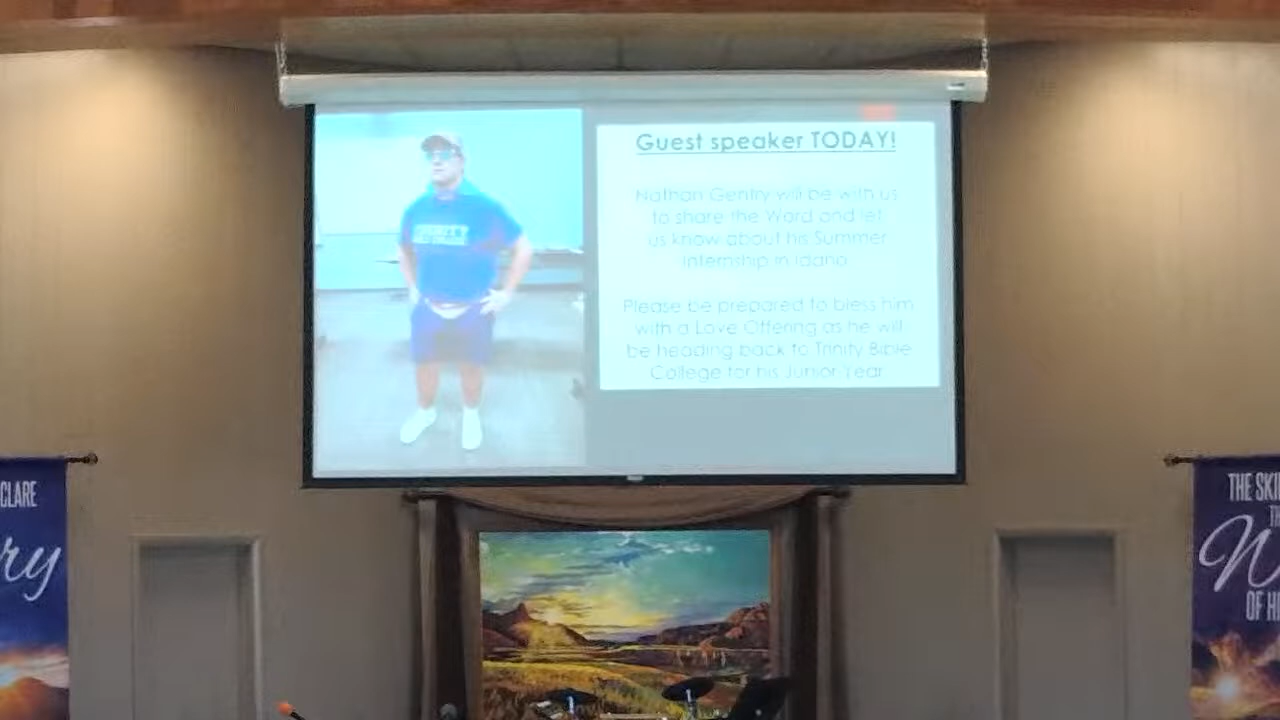 Guest speaker TODAY!
Nathan Gentry will be with us
to share the Word and let
us know about his Summer
Internship in Idaho
Please be prepared to bless him
with a Love Offering as he will
be heading back to Trinity Bible
College for his Junior Year
CLARE
ry
THE SKI
OF H